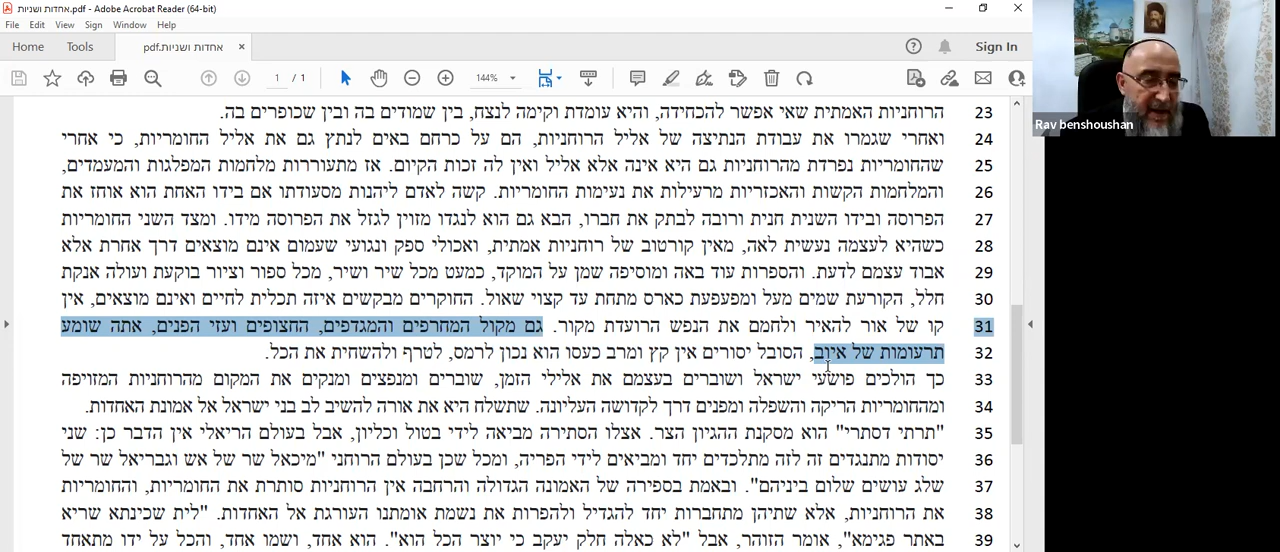 אחדות ושניות.pdf - Adobe Acrobat Reader (64-bit)
File Edit View Sign Window Help
Home Tools אחדות ושניות.pdf × Sign In
1 / 1 144%
Rav benshoushan
23 הרוחניות האמתית שאי אפשר להכחידה, והיא עומדת וקימה לנצח, בין שמודים בה ובין שכופרים בה.
24 ואחרי שגמרו את עבודת הנתיצה של אליל הרוחניות, הם על כרחם באים לנתץ גם את אליל החומריות, כי אחרי
25 שהחומריות נפרדת מהרוחניות גם היא אינה אלא אליל ואין לה זכות הקיום. אז מתעוררות מלחמות המפלגות והמעמדים,
26 והמלחמות הקשות והאכזריות מרעילות את נעימות החומריות. קשה לאדם ליהנות מסעודתו אם בידו האחת הוא אוחז את
27 הפרוסה ובידו השנית חנית ורובה לבתק את חברו, הבא גם הוא לנגדו מזוין לגזל את הפרוסה מידו. ומצד השני החומריות
28 כשהיא לעצמה נעשית לאה, מאין קורטוב של רוחניות אמתית, ואכולי ספק ונגועי שעמום אינם מוצאים דרך אחרת אלא
29 אבוד עצמם לדעת. והספרות עוד באה ומוסיפה שמן על המוקד, כמעט מכל שיר ושיר, מכל ספור וציור בוקעת ועולה אנקת
30 חלל, הקורעת שמים מעל ומפעפעת כארס מתחת עד קצוי שאול. החוקרים מבקשים איזה תכלית לחיים ואינם מוצאים, אין
31 קו של אור להאיר ולחמם את הנפש הרועדת מקור. גם מקול המחרפים והמגדפים, החצופים ועזי הפנים, אתה שומע
32 תרעומות של איוב, הסובל יסורים אין קץ ומרב כעסו הוא נכון לרמס, לטרף ולהשחית את הכל.
33 כך הולכים פושעי ישראל ושוברים בעצמם את אלילי הזמן, שוברים ומנפצים ומנקים את המקום מהרוחניות המזויפה
34 ומהחומריות הריקה והשפלה ומפנים דרך לקדושה העליונה. שתשלח היא את אורה להשיב לב בני ישראל אל אמונת האחדות.
35 "תרתי דסתרי" הוא מסקנת ההגיון הצר. אצלו הסתירה מביאה לידי בטול וכליון, אבל בעולם הריאלי אין הדבר כן: שני
36 יסודות מתנגדים זה לזה מתלכדים יחד ומביאים לידי הפריה, ומכל שכן בעולם הרוחני "מיכאל שר של אש וגבריאל שר של
37 שלג עושים שלום ביניהם". ובאמת בספירה של האמונה הגדולה והרחבה אין הרוחניות סותרת את החומריות, והחומריות
38 את הרוחניות, אלא שתיהן מתחברות יחד להגדיל ולהפרות את נשמת אומתנו העורגת אל האחדות. "לית שכינתא שריא
39 באתר פגימא", אומר הזוהר, אבל "לא כאלה חלק יעקב כי יוצר הכל הוא". הוא אחד, ושמו אחד, והכל על ידו מתאחד